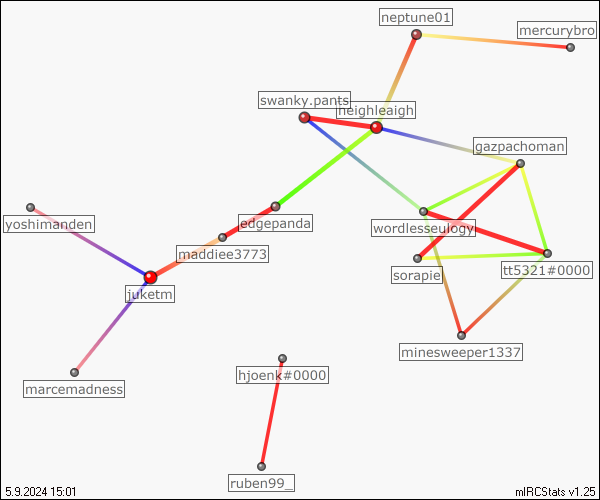 neptune01
mercurybro
swanky.pants
neighleaigh
gazpachoman
edgepanda
wordlesseulogy
yoshimanden
maddiee3773
sorapie
tt5321#0000
juketm
minesweeper1337
marcemadness
hjoenk#0000
ruben99_
5.9.2024 15:01
mIRCStats v1.25